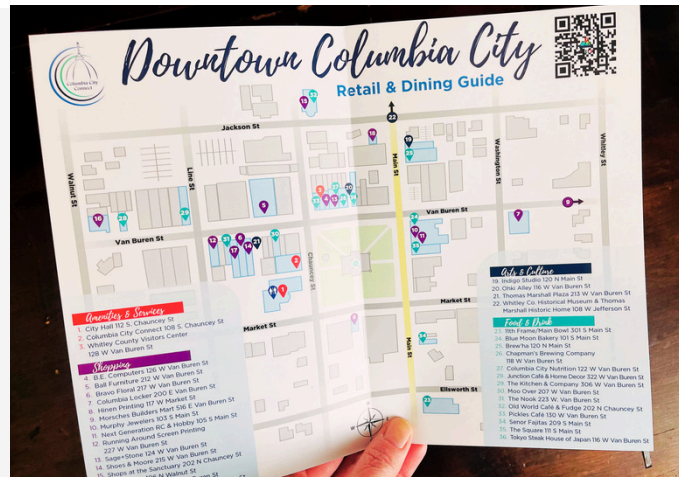 Columbia City
Connect
Downtown Columbia City
Retail & Dining Guide
Jackson St
Walnut St
Line St
Chauncey St
Main St
Washington St
Whitley St
Van Buren St
Van Buren St
Market St
Market St
Main St
Ellsworth St
Amenities & Services
1. City Hall 112 S. Chauncey St
2. Columbia City Connect 108 S. Chauncey St
3. Whitley County Visitors Center
128 W Van Buren St
Shopping
4. B.E. Computers 126 W Van Buren St
5. Ball Furniture 212 W Van Buren St
6. Bravo Floral 217 W Van Buren St
7. Columbia Locker 200 E Van Buren St
8. Hinen Printing 117 W Market St
9. Morsches Builders Mart 516 E Van Buren St
10. Murphy Jewelers 103 S Main St
11. Next Generation RC & Hobby 105 S Main St
12. Running Around Screen Printing
227 W Van Buren St
13. Sage+Stone 124 W Van Buren St
14. Shoes & Moore 215 W Van Buren St
15. Shops at the Sanctuary 202 N Chauncey St
N Walnut St
Arts & Culture
19. Indigo Studio 120 N Main St
20. Ohki Alley 116 W Van Buren St
21. Thomas Marshall Plaza 213 W Van Buren St
22. Whitley Co. Historical Museum & Thomas
Marshall Historic Home 108 W Jefferson St
Food & Drink
23. 11th Frame/Main Bowl 301 S Main St
24. Blue Moon Bakery 101 S Main St
25. Brew'ha 120 N Main St
26. Chapman's Brewing Company
118 W Van Buren St
27. Columbia City Nutrition 122 W Van Buren St
28. Junction Café & Home Decor 322 W Van Buren St
29. The Kitchen & Company 306 W Van Buren St
30. Moo Over 207 W Van Buren St
31. The Nook 223 W. Van Buren St
32. Old World Café & Fudge 202 N Chauncey St
33. Pickles Café 130 W Van Buren St
34. Senor Fajitas 209 S Main St
35. The Square 111 S Main St
36. Tokyo Steak House of Japan 116 W Van Buren St